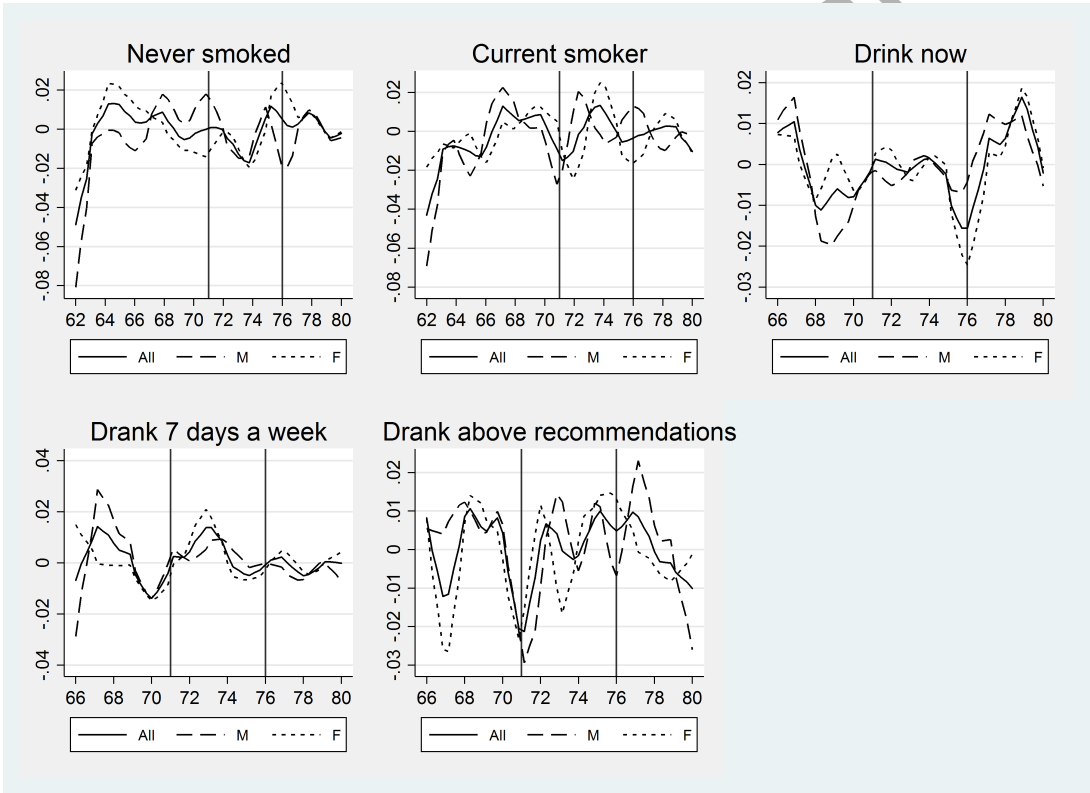 Never smoked
.02
0
-.02
-.04
-.06
-.08
62 64 66 68 70 72 74 76 78 80
All M F
Current smoker
.02
0
-.02
-.04
-.06
-.08
62 64 66 68 70 72 74 76 78 80
All M F
Drink now
.02
.01
0
-.01
-.02
-.03
66 68 70 72 74 76 78 80
All M F
Drank 7 days a week
.04
.02
0
-.02
-.04
66 68 70 72 74 76 78 80
All M F
Drank above recommendations
.02
.01
0
-.01
-.02
-.03
66 68 70 72 74 76 78 80
All M F